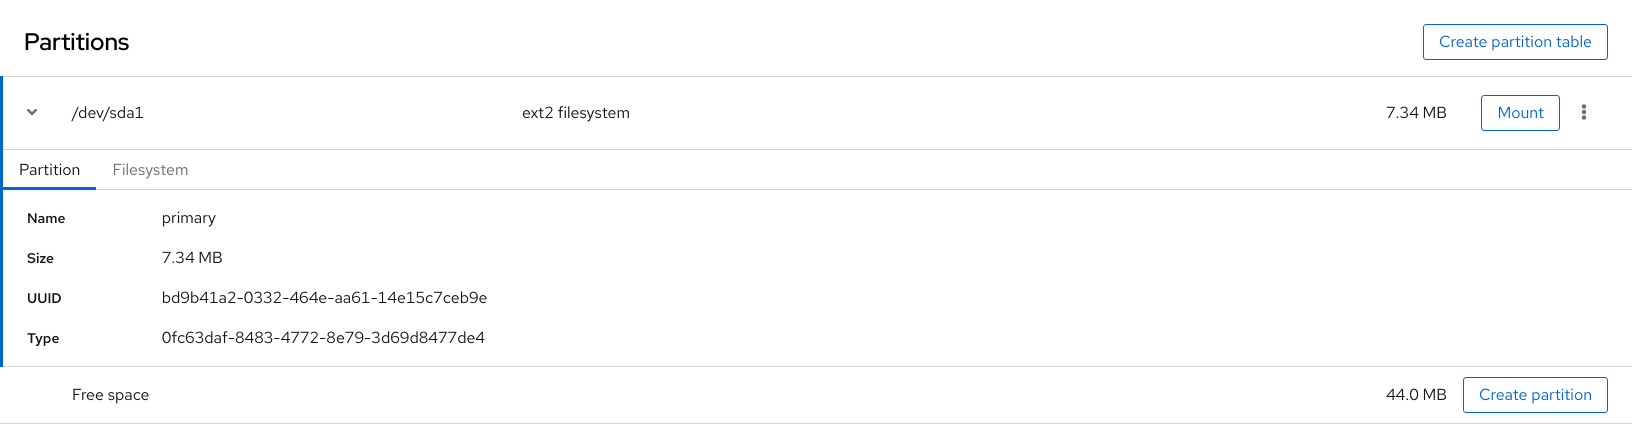 Partitions
Create partition table
/dev/sda1 ext2 filesystem 7.34 MB Mount
Partition Filesystem
Name primary
Size 7.34 MB
UUID bd9b41a2-0332-464e-aa61-14e15c7ceb9e
Type 0fc63daf-8483-4772-8e79-3d69d8477de4
Free space 44.0 MB Create partition